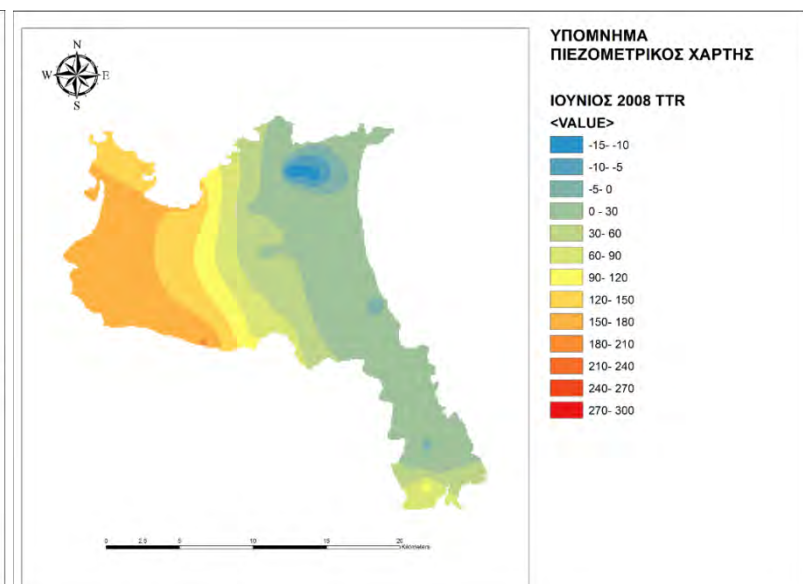 N
W E
S
ΥΠΟΜΝΗΜΑ
ΠΙΕΖΟΜΕΤΡΙΚΟΣ ΧΑΡΤΗΣ
ΙΟΥΝΙΟΣ 2008 TTR
<VALUE>
-15- -10
-10- -5
-5- 0
0 - 30
30- 60
60- 90
90- 120
120- 150
150- 180
180- 210
210- 240
240- 270
270- 300
0 2,5 5 10 15 20
Kilometers